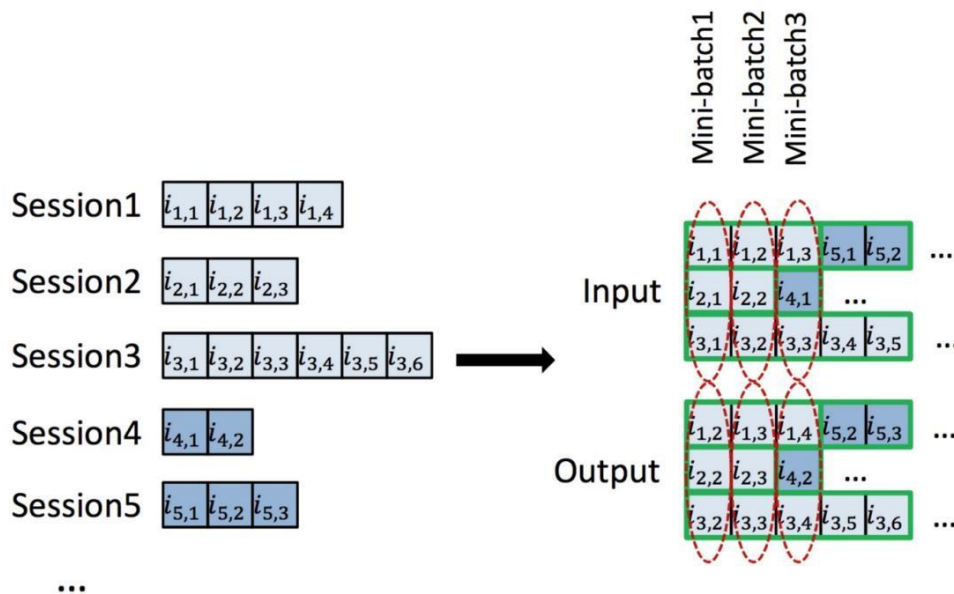 Mini-batch1
Mini-batch2
Mini-batch3
Session1 i1,1 i1,2 i1,3 i1,4
Session2 i2,1 i2,2 i2,3
Session3 i3,1 i3,2 i3,3 i3,4 i3,5 i3,6
Session4 i4,1 i4,2
Session5 i5,1 i5,2 i5,3
...
Input
i1,1 i1,2 i1,3 i5,1 i5,2 ...
i2,1 i2,2 i4,1 ...
i3,1 i3,2 i3,3 i3,4 i3,5 ...
Output
i1,2 i1,3 i1,4 i5,2 i5,3 ...
i2,2 i2,3 i4,2 ...
i3,2 i3,3 i3,4 i3,5 i3,6 ...